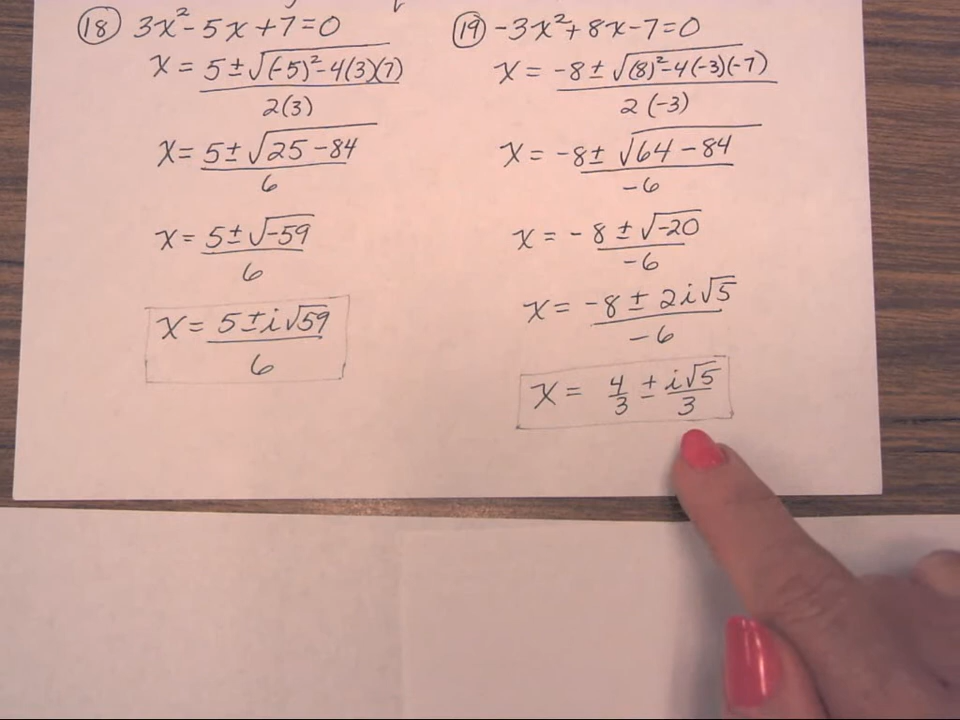 18 3x² - 5x + 7 = 0
x = 5 ± √(-5)² - 4(3)(7)
2(3)
x = 5 ± √25 - 84
6
x = 5 ± √-59
6
x = 5 ± i√59
6
19 -3x² + 8x - 7 = 0
x = -8 ± √(8)² - 4(-3)(-7)
2(-3)
x = -8 ± √64 - 84
-6
x = -8 ± √-20
-6
x = -8 ± 2i√5
-6
x = 4/3 ± i√5/3